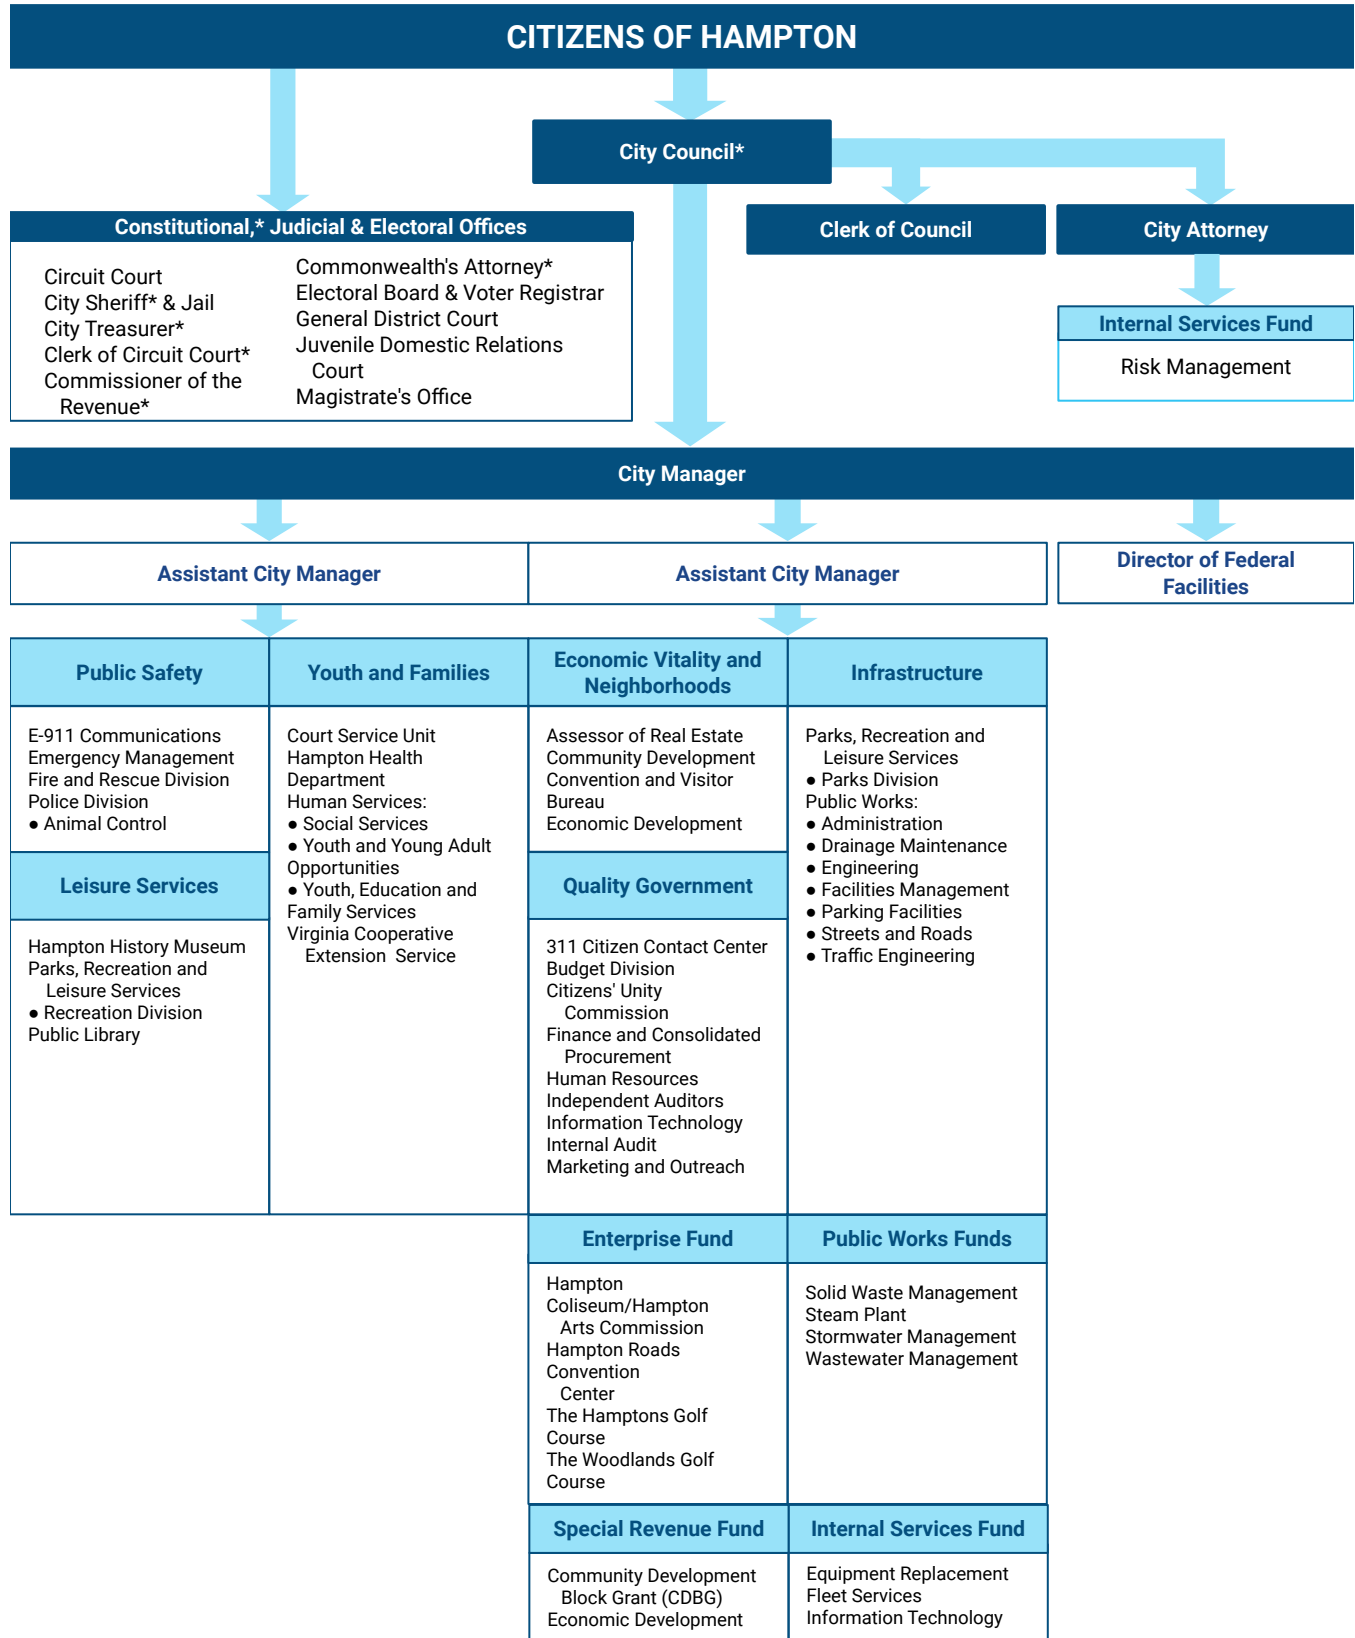 CITIZENS OF HAMPTON
City Council*
Clerk of Council
City Attorney
Constitutional,* Judicial & Electoral Offices
Circuit Court
City Sheriff* & Jail
City Treasurer*
Clerk of Circuit Court*
Commissioner of the
Revenue*
Commonwealth's Attorney*
Electoral Board & Voter Registrar
General District Court
Juvenile Domestic Relations
Court
Magistrate's Office
Internal Services Fund
Risk Management
City Manager
Assistant City Manager
Assistant City Manager
Director of Federal
Facilities
Public Safety
E-911 Communications
Emergency Management
Fire and Rescue Division
Police Division
● Animal Control
Leisure Services
Hampton History Museum
Parks, Recreation and
Leisure Services
● Recreation Division
Public Library
Youth and Families
Court Service Unit
Hampton Health
Department
Human Services:
● Social Services
● Youth and Young Adult
Opportunities
● Youth, Education and
Family Services
Virginia Cooperative
Extension Service
Economic Vitality and
Neighborhoods
Assessor of Real Estate
Community Development
Convention and Visitor
Bureau
Economic Development
Quality Government
311 Citizen Contact Center
Budget Division
Citizens' Unity
Commission
Finance and Consolidated
Procurement
Human Resources
Independent Auditors
Information Technology
Internal Audit
Marketing and Outreach
Infrastructure
Parks, Recreation and
Leisure Services
● Parks Division
Public Works:
● Administration
● Drainage Maintenance
● Engineering
● Facilities Management
● Parking Facilities
● Streets and Roads
● Traffic Engineering
Enterprise Fund
Hampton
Coliseum/Hampton
Arts Commission
Hampton Roads
Convention
Center
The Hamptons Golf
Course
The Woodlands Golf
Course
Public Works Funds
Solid Waste Management
Steam Plant
Stormwater Management
Wastewater Management
Special Revenue Fund
Community Development
Block Grant (CDBG)
Economic Development
Internal Services Fund
Equipment Replacement
Fleet Services
Information Technology